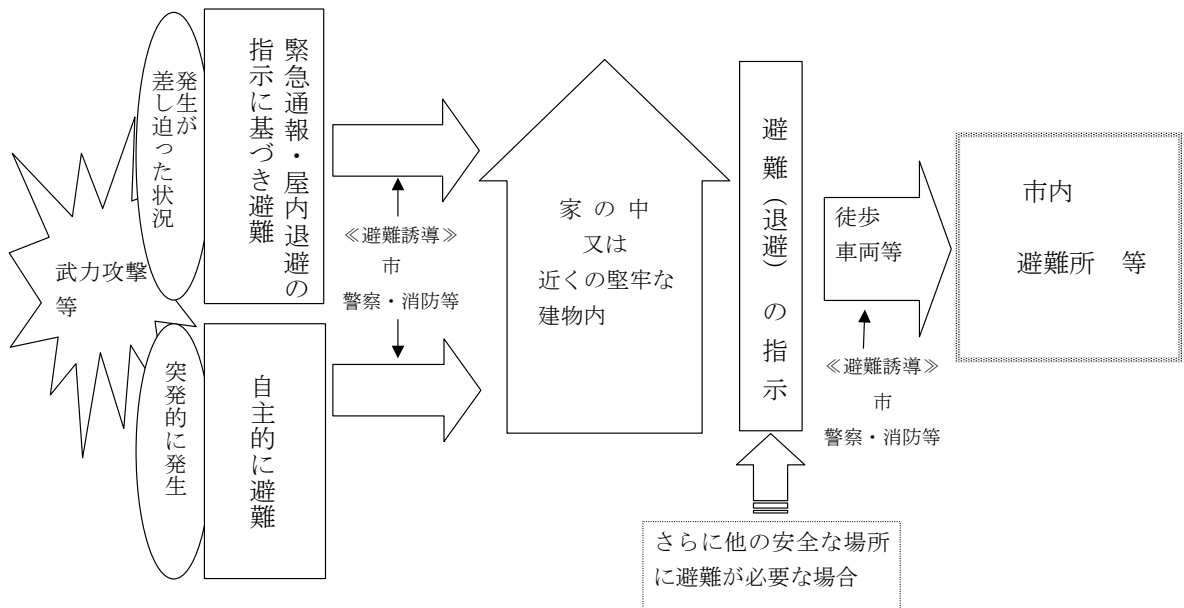 武力攻撃
等
発生が
差し迫った状況
緊急通報・屋内退避の
指示に基づき避難
突発的に発生
自主的に避難
≪避難誘導≫
市
警察・消防等
家の中
又は
近くの堅牢な
建物内
避難（退避）の指示
さらに他の安全な場所
に避難が必要な場合
徒歩
車両等
≪避難誘導≫
市
警察・消防等
市内
避難所　等